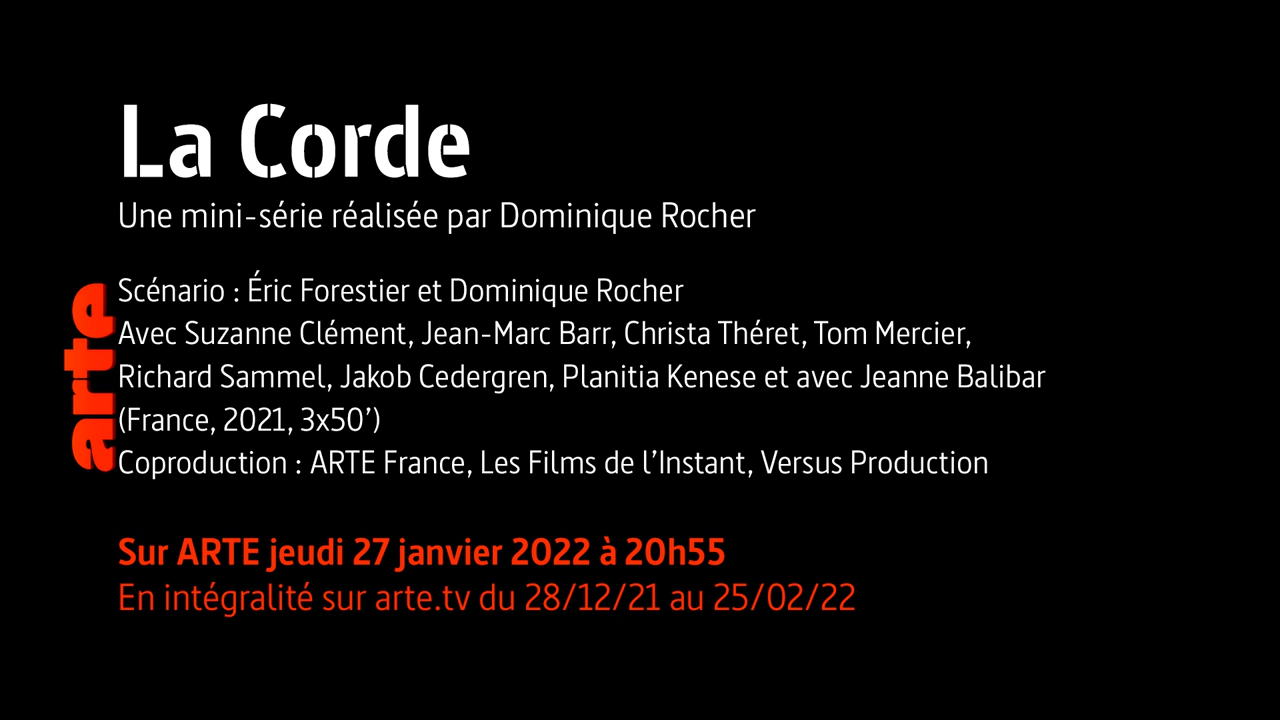 La Corde
Une mini-série réalisée par Dominique Rocher
Scénario : Éric Forestier et Dominique Rocher
Avec Suzanne Clément, Jean-Marc Barr, Christa Théret, Tom Mercier,
Richard Sammel, Jakob Cedergren, Planitia Kenese et avec Jeanne Balibar
(France, 2021, 3x50’)
Coproduction : ARTE France, Les Films de l’Instant, Versus Production
arte
Sur ARTE jeudi 27 janvier 2022 à 20h55
En intégralité sur arte.tv du 28/12/21 au 25/02/22